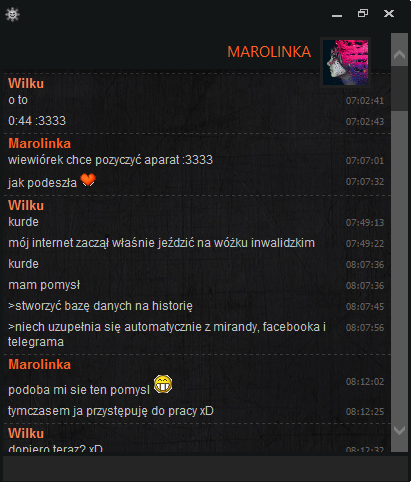 MAROLINKA
Wilku
o to 07:02:41
0:44 :3333 07:02:43
Marolinka
wiewiórek chce pozyczyć aparat :3333 07:07:01
jak podeszła 07:07:32
Wilku
kurde 07:49:13
mój internet zaczął właśnie jeździć na wóżku inwalidzkim 07:49:22
kurde 08:07:36
mam pomysł 08:07:36
>stworzyć bazę danych na historię 08:07:45
>niech uzupełnia się automatycznie z mirandy, facebooka i 08:07:56
telegrama
Marolinka
podoba mi sie ten pomysl 08:12:02
tymczasem ja przystępuję do pracy xD 08:12:25
Wilku
dopiero teraz? xD 08:12:32